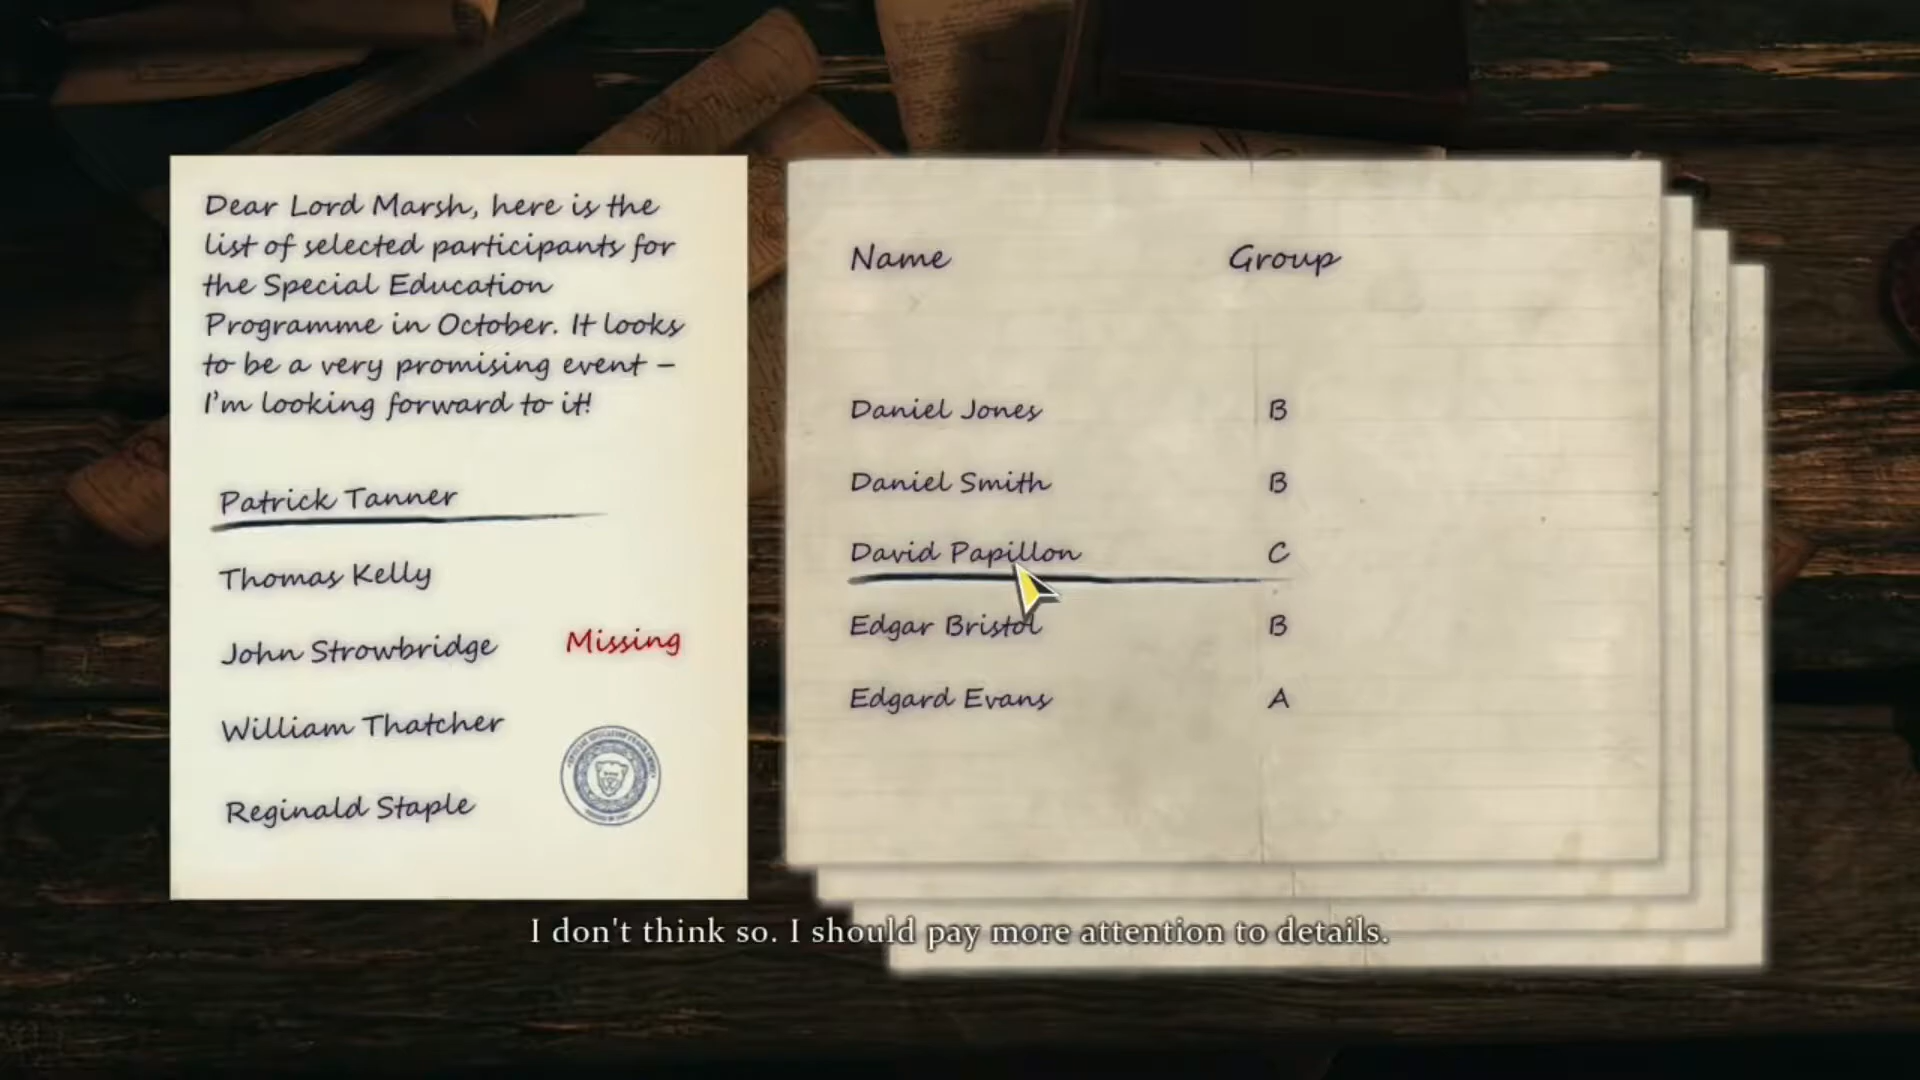 Dear Lord Marsh, here is the
list of selected participants for
the Special Education
Programme in October. It looks
to be a very promising event –
I'm looking forward to it!
Patrick Tanner
Thomas Kelly
John Strowbridge Missing
William Thatcher
Reginald Staple
Name Group
Daniel Jones B
Daniel Smith B
David Papillon C
Edgar Bristol B
Edgard Evans A
I don't think so. I should pay more attention to details.